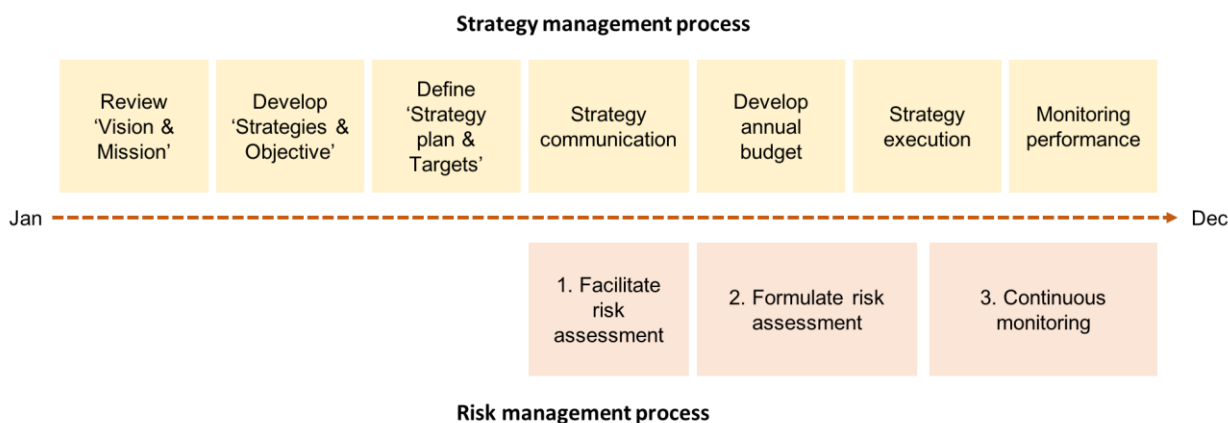 Strategy management process
Review
‘Vision &
Mission’
Develop
‘Strategies &
Objective’
Define
‘Strategy
plan &
Targets’
Strategy
communication
Develop
annual
budget
Strategy
execution
Monitoring
performance
Jan
Dec
1. Facilitate
risk
assessment
2. Formulate risk
assessment
3. Continuous
monitoring
Risk management process